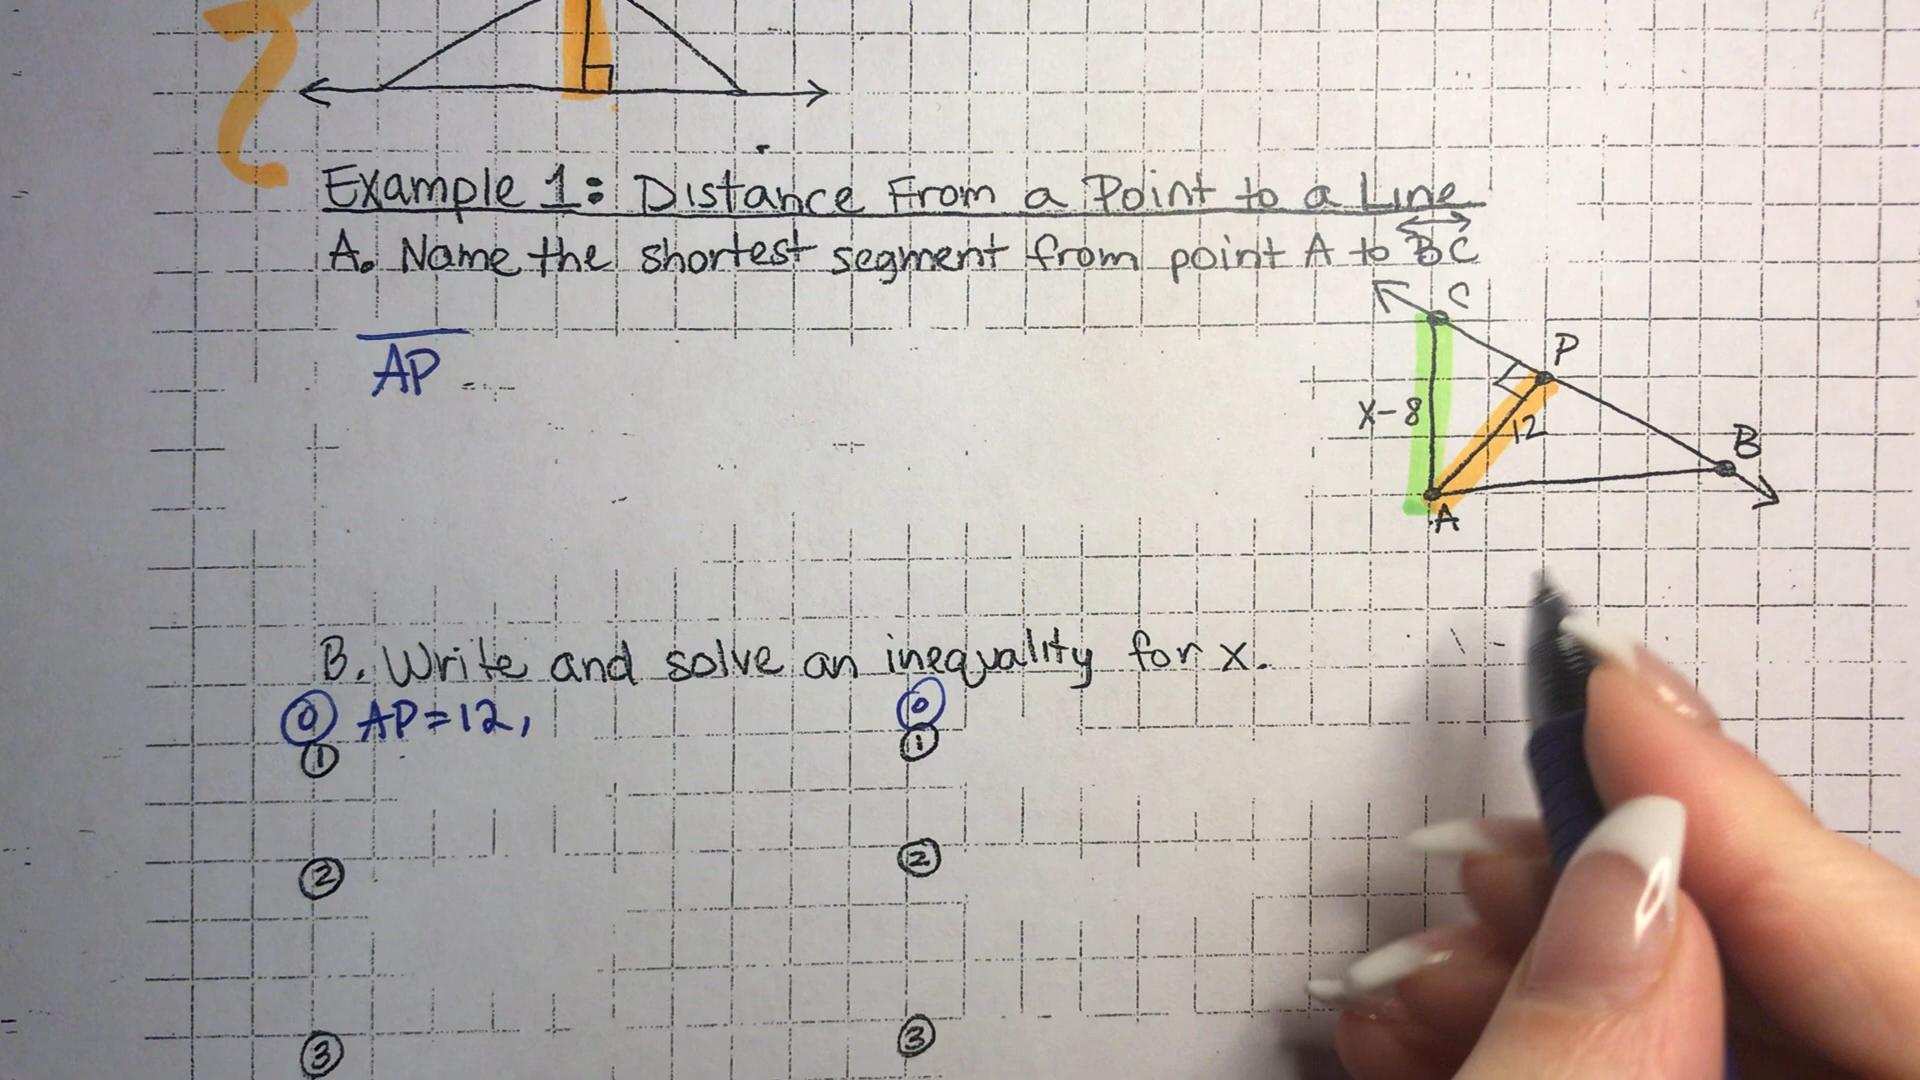 Example 1: Distance From a Point to a Line
A. Name the shortest segment from point A to BC
C
P
AP
x-8
12
B
A
B. Write and solve an inequality for x.
0 AP=12,
0
1
1
2
2
3
3